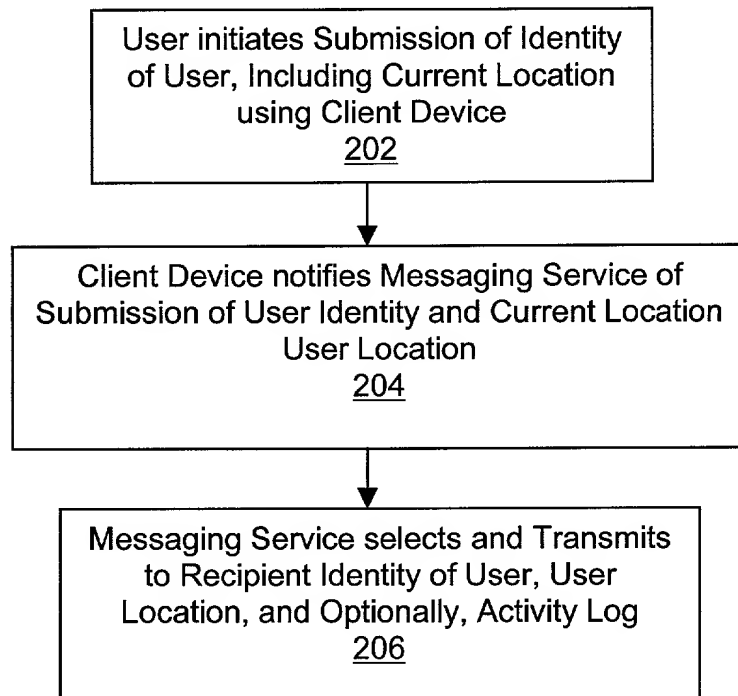 User initiates Submission of Identity
of User, Including Current Location
using Client Device
202
Client Device notifies Messaging Service of
Submission of User Identity and Current Location
User Location
204
Messaging Service selects and Transmits
to Recipient Identity of User, User
Location, and Optionally, Activity Log
206